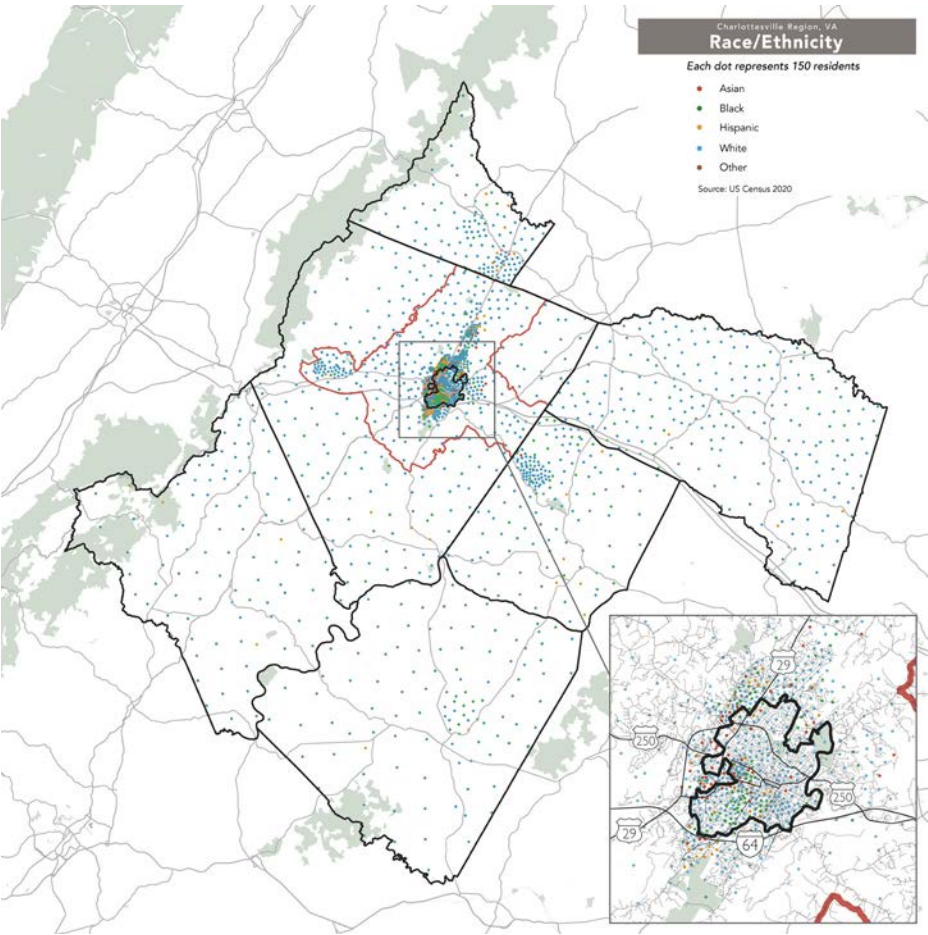 Charlottesville Region, VA
Race/Ethnicity
Each dot represents 150 residents
Asian
Black
Hispanic
White
Other
Source: US Census 2020
29
250
250
29
64